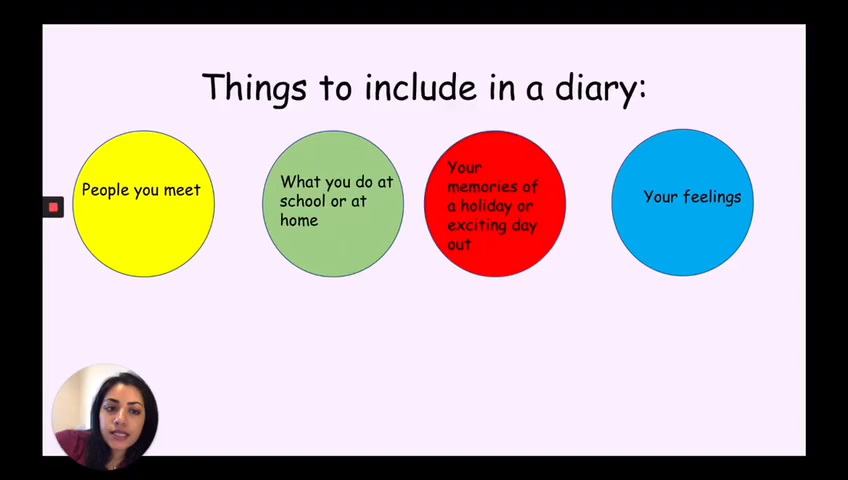 Things to include in a diary:
People you meet
What you do at
school or at
home
Your
memories of
a holiday or
exciting day
out
Your feelings